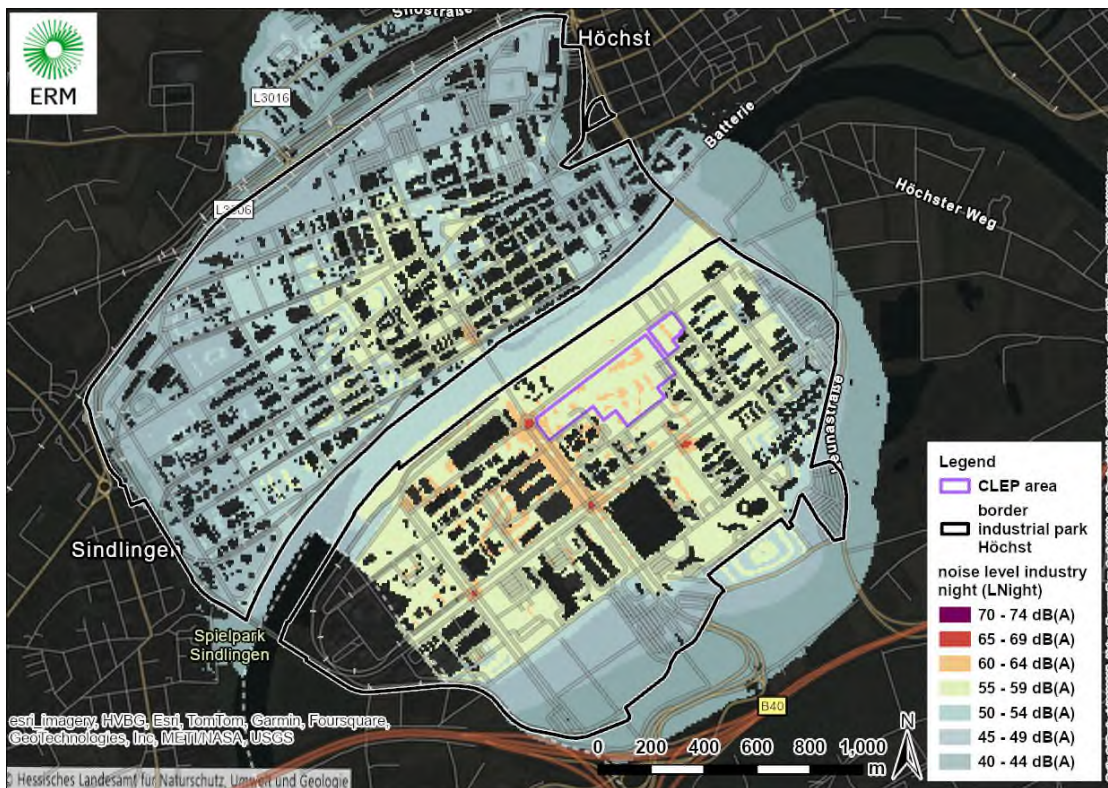 ERM
Silostraße
Höchst
L3016
Batterie
Höchster Weg
L3006
Sindlingen
Spielpark
Sindlingen
B40
Legend
CLEP area
border
industrial park
Höchst
noise level industry
night (LNight)
70 - 74 dB(A)
65 - 69 dB(A)
60 - 64 dB(A)
55 - 59 dB(A)
50 - 54 dB(A)
45 - 49 dB(A)
40 - 44 dB(A)
esri_imagery, HVBG, Esri, TomTom, Garmin, Foursquare,
GeoTechnologies, Inc, METI/NASA, USGS
0 200 400 600 800 1,000
m
N
© Hessisches Landesamt für Naturschutz, Umwelt und Geologie